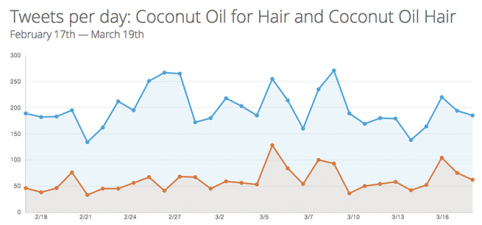 Tweets per day: Coconut Oil for Hair and Coconut Oil Hair
February 17th — March 19th
300
250
200
150
100
50
0
2/18 2/21 2/24 2/27 3/2 3/5 3/7 3/10 3/13 3/16